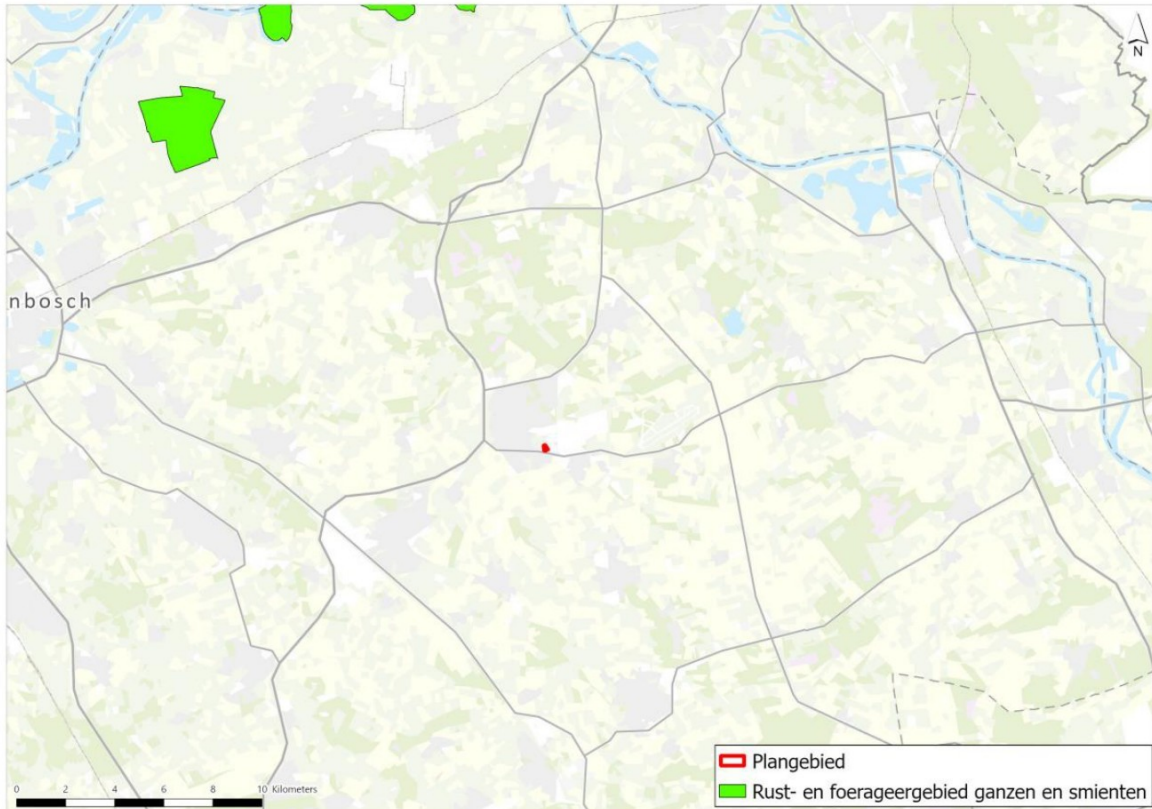 N
nbosch
Plangebied
Rust- en foerageergebied ganzen en smienten
0 2 4 6 8 10 Kilometers